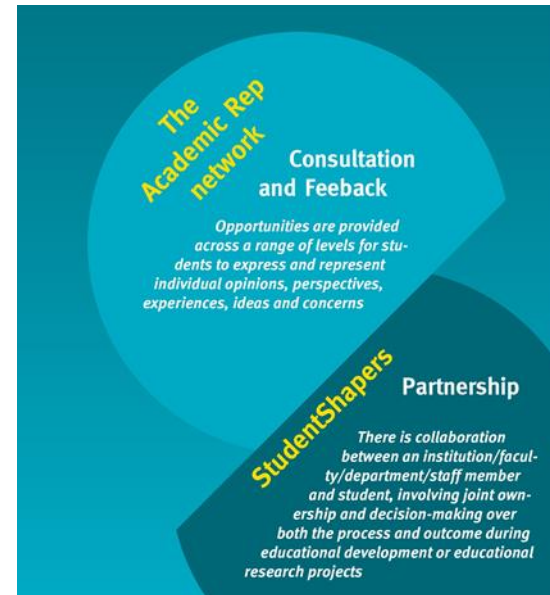 The
Academic Rep
network
Consultation
and Feeback
Opportunities are provided
across a range of levels for stu-
dents to express and represent
individual opinions, perspectives,
experiences, ideas and concerns
StudentShapers
Partnership
There is collaboration
between an institution/facul-
ty/department/staff member
and student, involving joint own-
ership and decision-making over
both the process and outcome during
educational development or educational
research projects